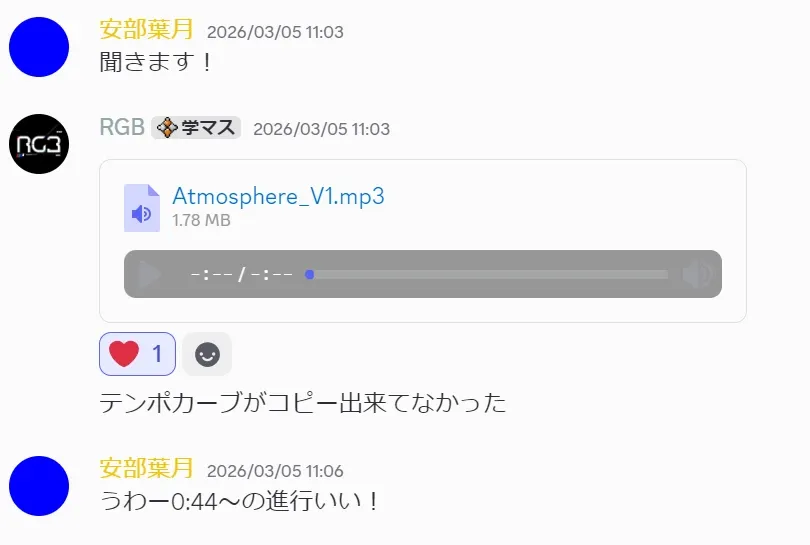 安部葉月 2026/03/05 11:03
聞きます！
RGB 学マス 2026/03/05 11:03
RG3
Atmosphere_V1.mp3
1.78 MB
-:-- / -:--
1
テンポカーブがコピー出来てなかった
安部葉月 2026/03/05 11:06
うわー0:44〜の進行いい！